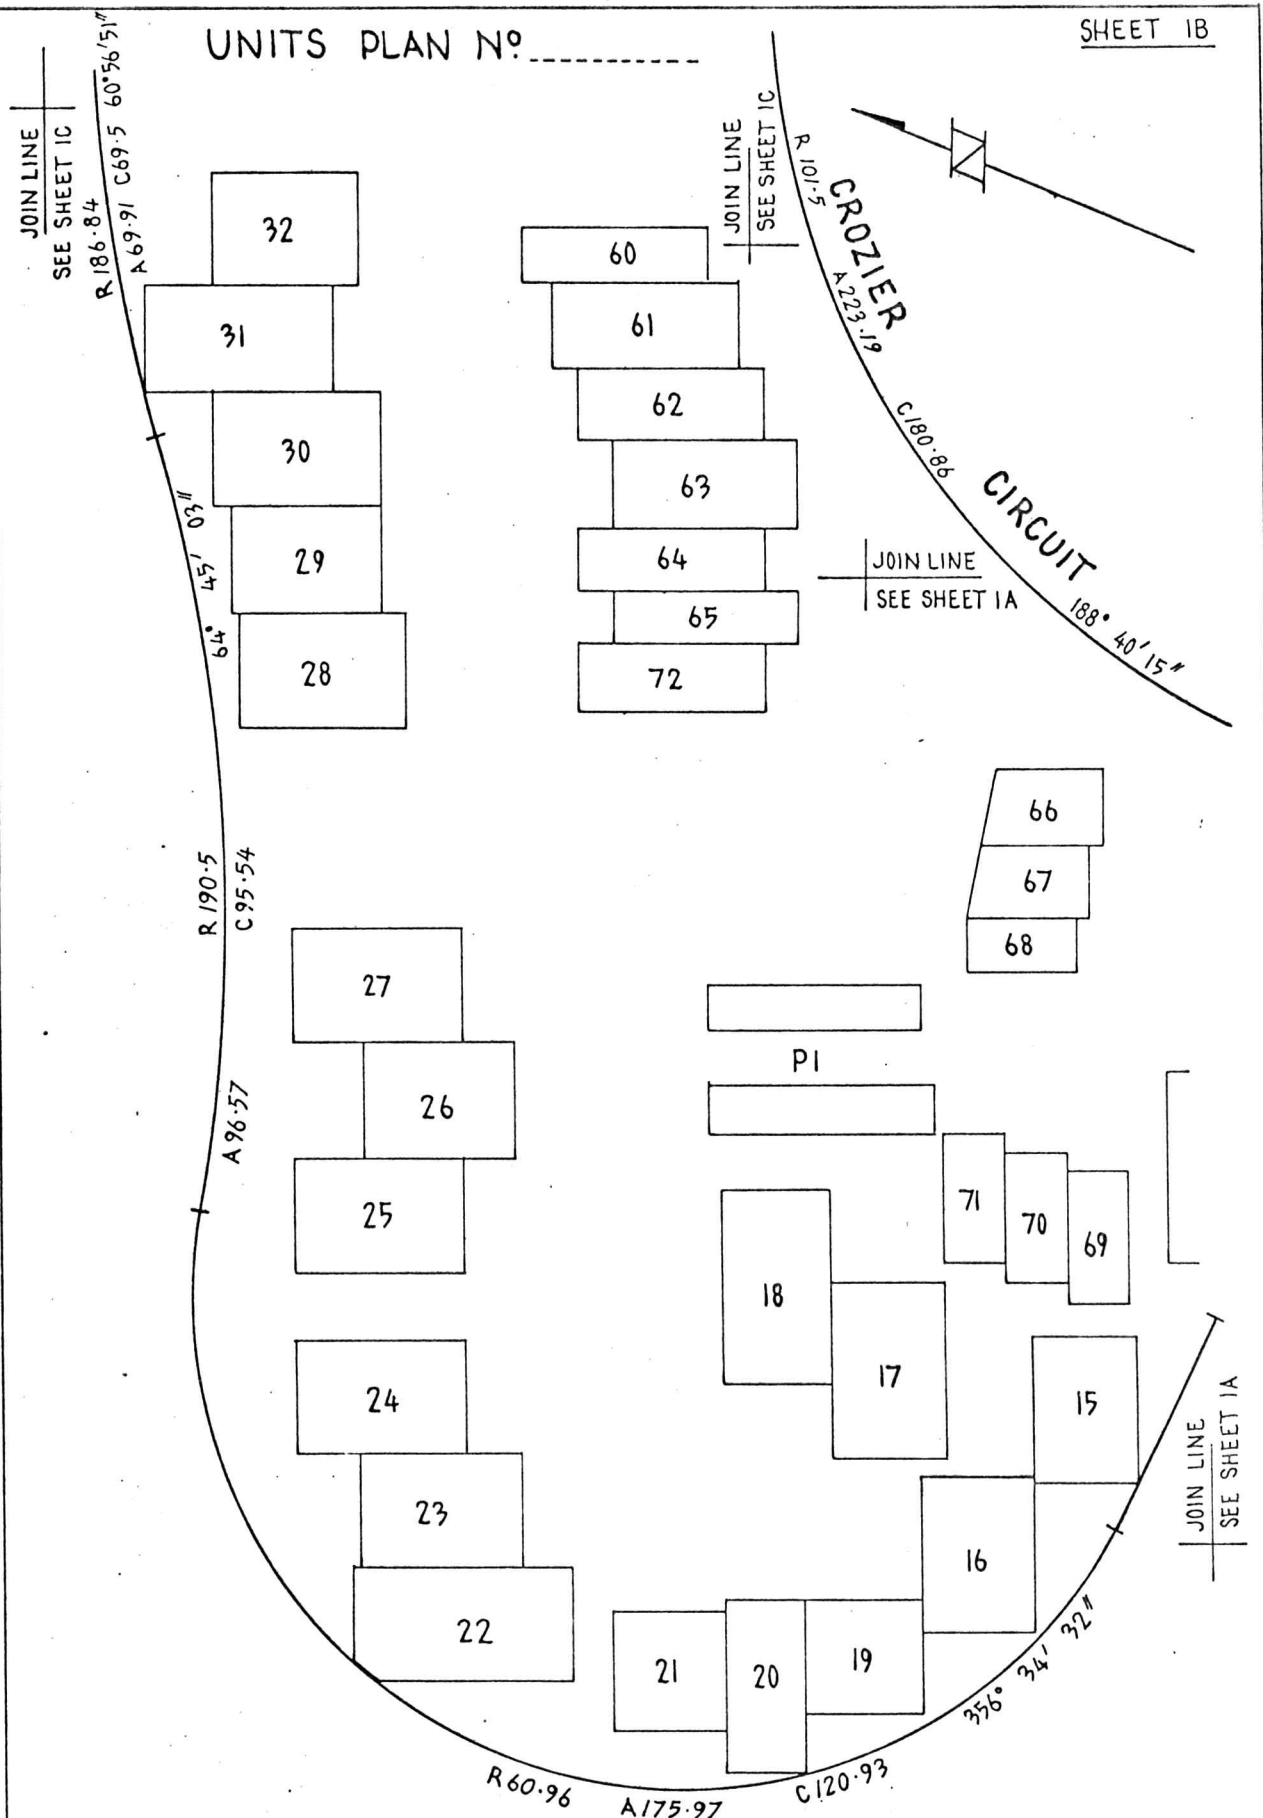 UNITS PLAN Nº
SHEET 1B
JOIN LINE
SEE SHEET 1C
R 186.84
A 69.91 C 69.5 60° 56' 51"
JOIN LINE
SEE SHEET 1C
R 101.5
CROZIER
A 223.19
C 180.86
CIRCUIT
188° 40' 15"
32
31
30
29
28
60
61
62
63
64
65
72
64° 45' 03"
JOIN LINE
SEE SHEET 1A
66
67
68
R 190.5
C 95.54
A 96.57
27
26
25
P1
71
70
69
18
17
15
24
23
22
16
21
20
19
JOIN LINE
SEE SHEET 1A
356° 34' 32"
R 60.96
A 175.97
C 120.93